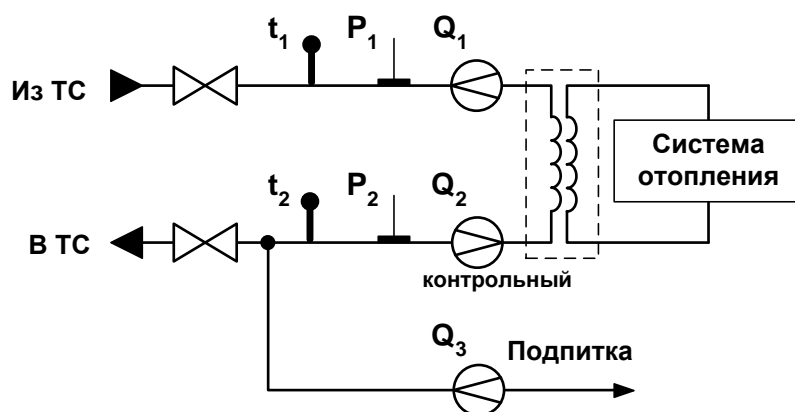 t1 P1 Q1
Из ТС
Система
отопления
t2 P2 Q2
В ТС
контрольный
Q3 Подпитка